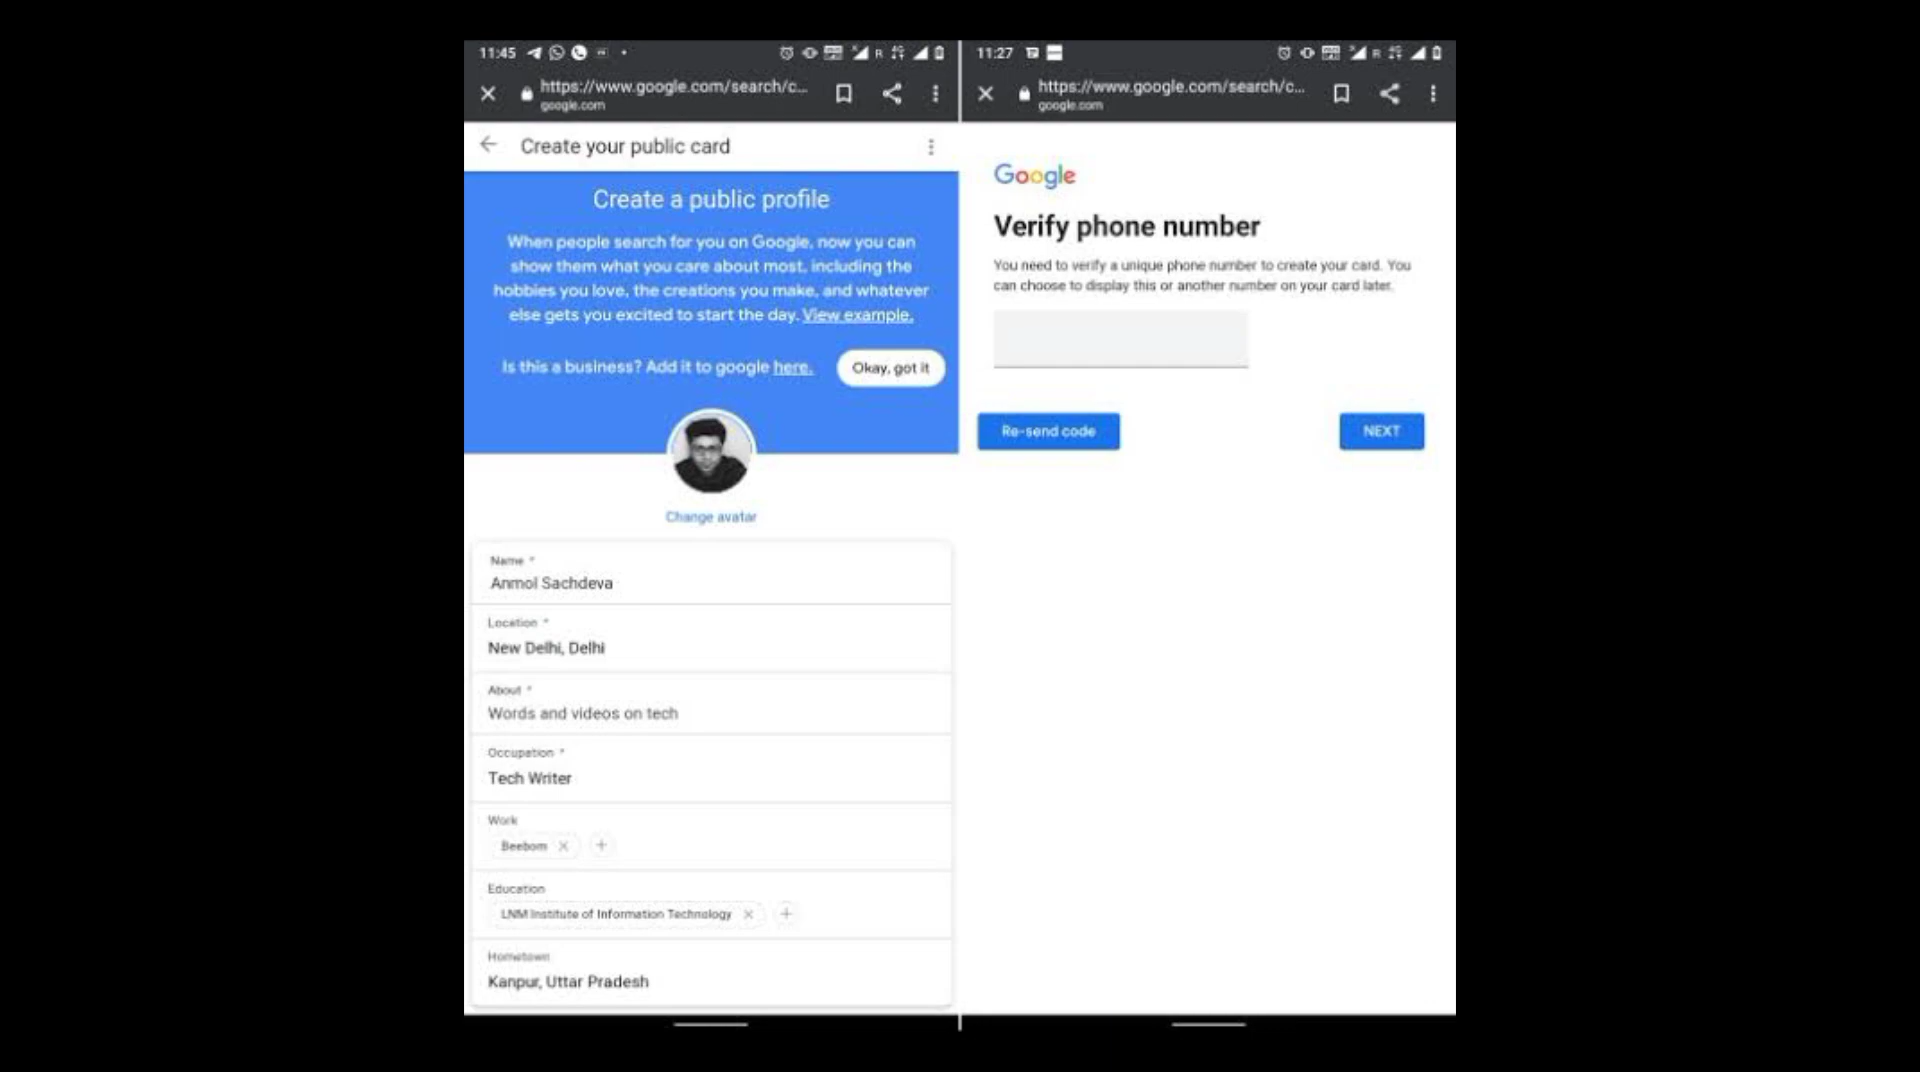 11:45
https://www.google.com/search/c...
google.com
Create your public card
Create a public profile
When people search for you on Google, now you can
show them what you care about most, including the
hobbies you love, the creations you make, and whatever
else gets you excited to start the day. View example.
Is this a business? Add it to google here.
Okay, got it
Change avatar
Name *
Anmol Sachdeva
Location *
New Delhi, Delhi
About *
Words and videos on tech
Occupation *
Tech Writer
Work
Beebom
Education
LNM Institute of Information Technology
Hometown
Kanpur, Uttar Pradesh
11:27
https://www.google.com/search/c...
google.com
Google
Verify phone number
You need to verify a unique phone number to create your card. You
can choose to display this or another number on your card later.
Re-send code
NEXT